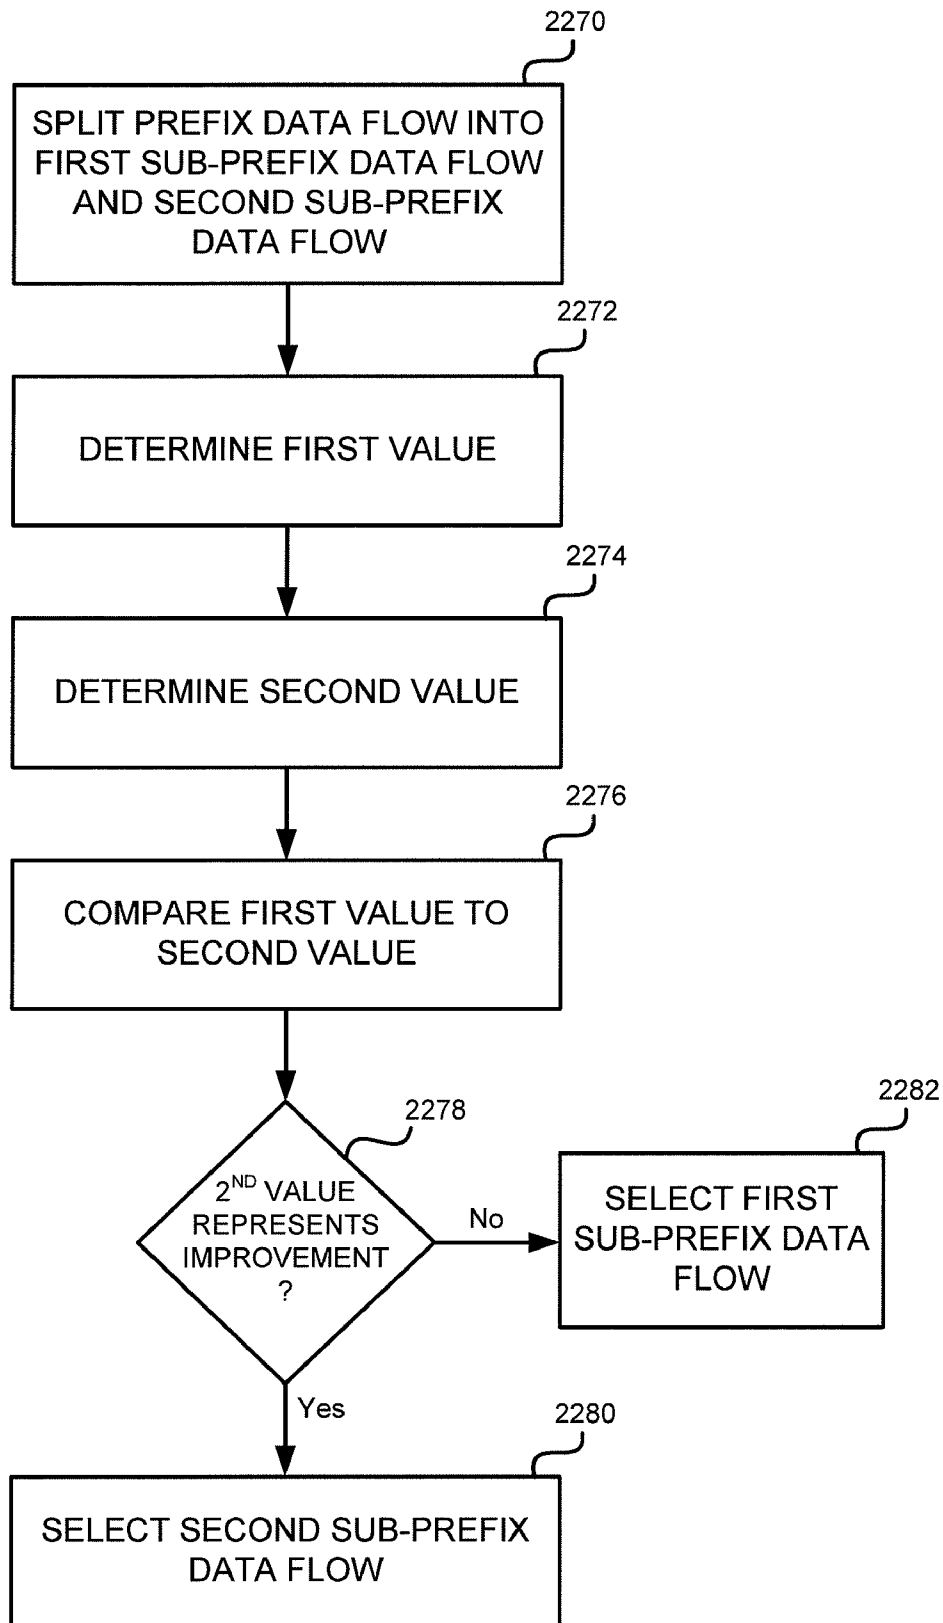 2270
SPLIT PREFIX DATA FLOW INTO
FIRST SUB-PREFIX DATA FLOW
AND SECOND SUB-PREFIX
DATA FLOW
2272
DETERMINE FIRST VALUE
2274
DETERMINE SECOND VALUE
2276
COMPARE FIRST VALUE TO
SECOND VALUE
2278
2ND VALUE
REPRESENTS
IMPROVEMENT
?
No
2282
SELECT FIRST
SUB-PREFIX DATA
FLOW
Yes
2280
SELECT SECOND SUB-PREFIX
DATA FLOW